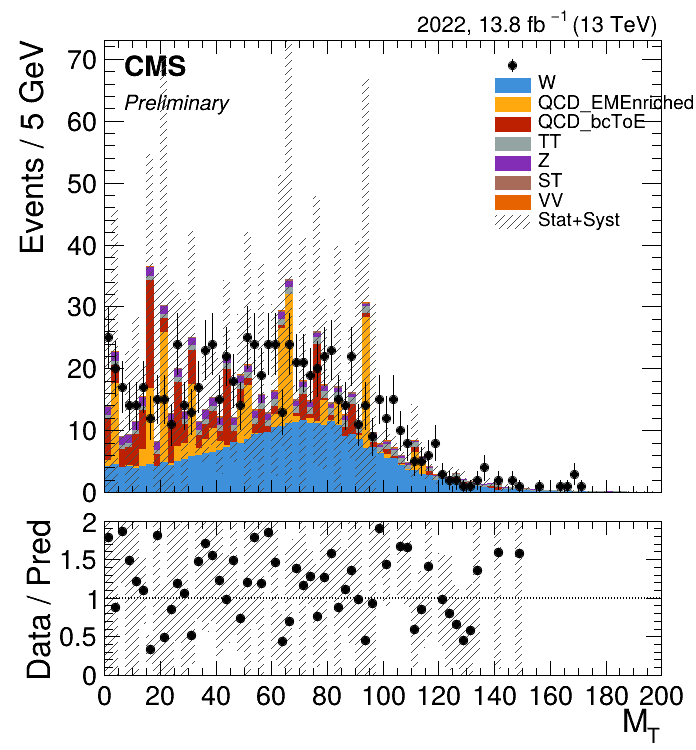 2022, 13.8 fb⁻¹ (13 TeV)
CMS
Preliminary
W
QCD_EMEnriched
QCD_bcToE
TT
Z
ST
VV
Stat+Syst
Events / 5 GeV
70
60
50
40
30
20
10
0
Data / Pred
2
1.5
1
0.5
0
0 20 40 60 80 100 120 140 160 180 200
M_T